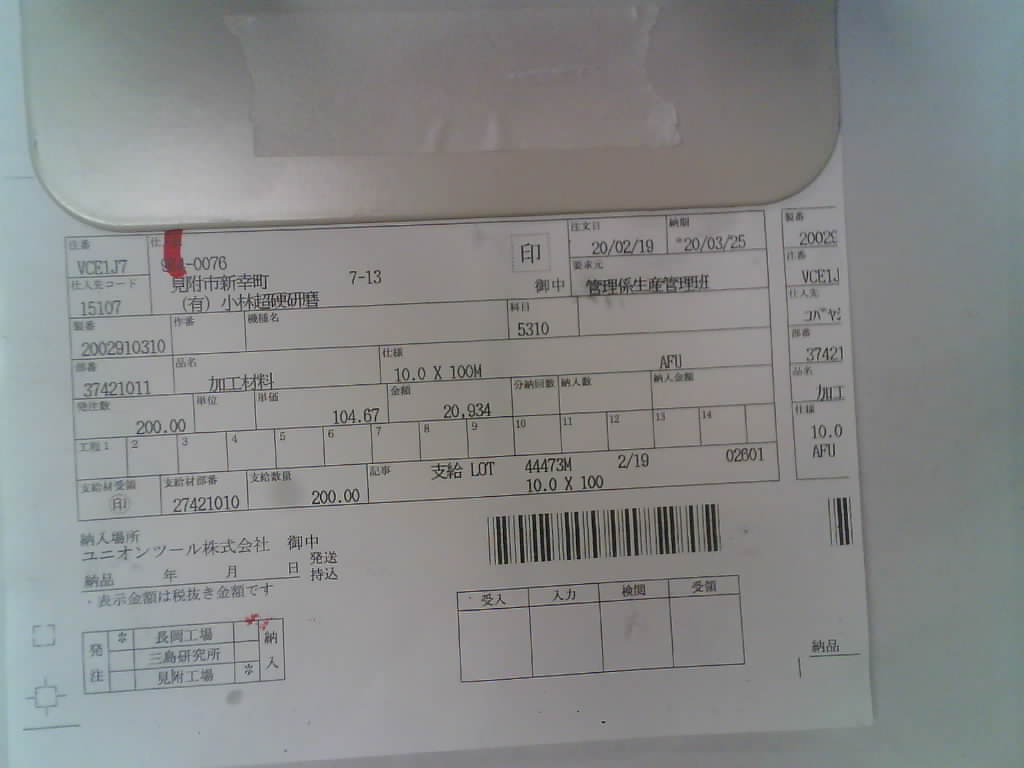 注番 仕 注文日 納期 製番
VCE1J7 -0076 印 20/02/19 *20/03/25 2002
仕入先コード 見附市新幸町 7-13 御中 要求元 注番
15107 (有) 小林超硬研磨 管理係生産管理班 VCE1J
製番 作番 機種名 科目 仕入先
2002910310 5310 コバヤシ
部番 品名 仕様 部番
37421011 加工材料 10.0 X 100M AFU 37421
発注数 単位 単価 金額 分納回数 納入数 納入金額 品名
200.00 104.67 20,934 加工
工程1 2 3 4 5 6 7 8 9 10 11 12 13 14 仕様
支給材受領 支給材部番 支給数量 記事 支給 LOT 44473M 2/19 02601 10.0
印 27421010 200.00 10.0 X 100 AFU
納入場所
ユニオンツール株式会社 御中
発送
納品 年 月 日 持込
・表示金額は税抜き金額です
受入 入力 検閲 受領
発注 * 長岡工場 納入
三島研究所
見附工場 *
納品